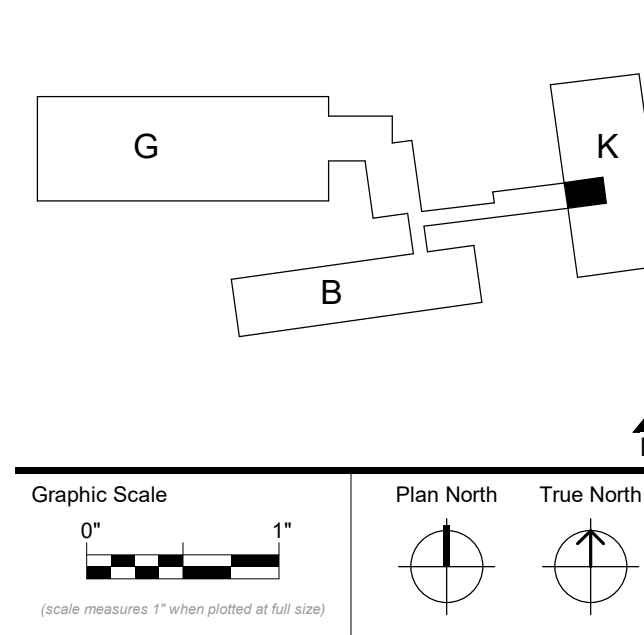 G
K
B
Graphic Scale
Plan North
True North
0"
1"
(scale measures 1" when plotted at full size)